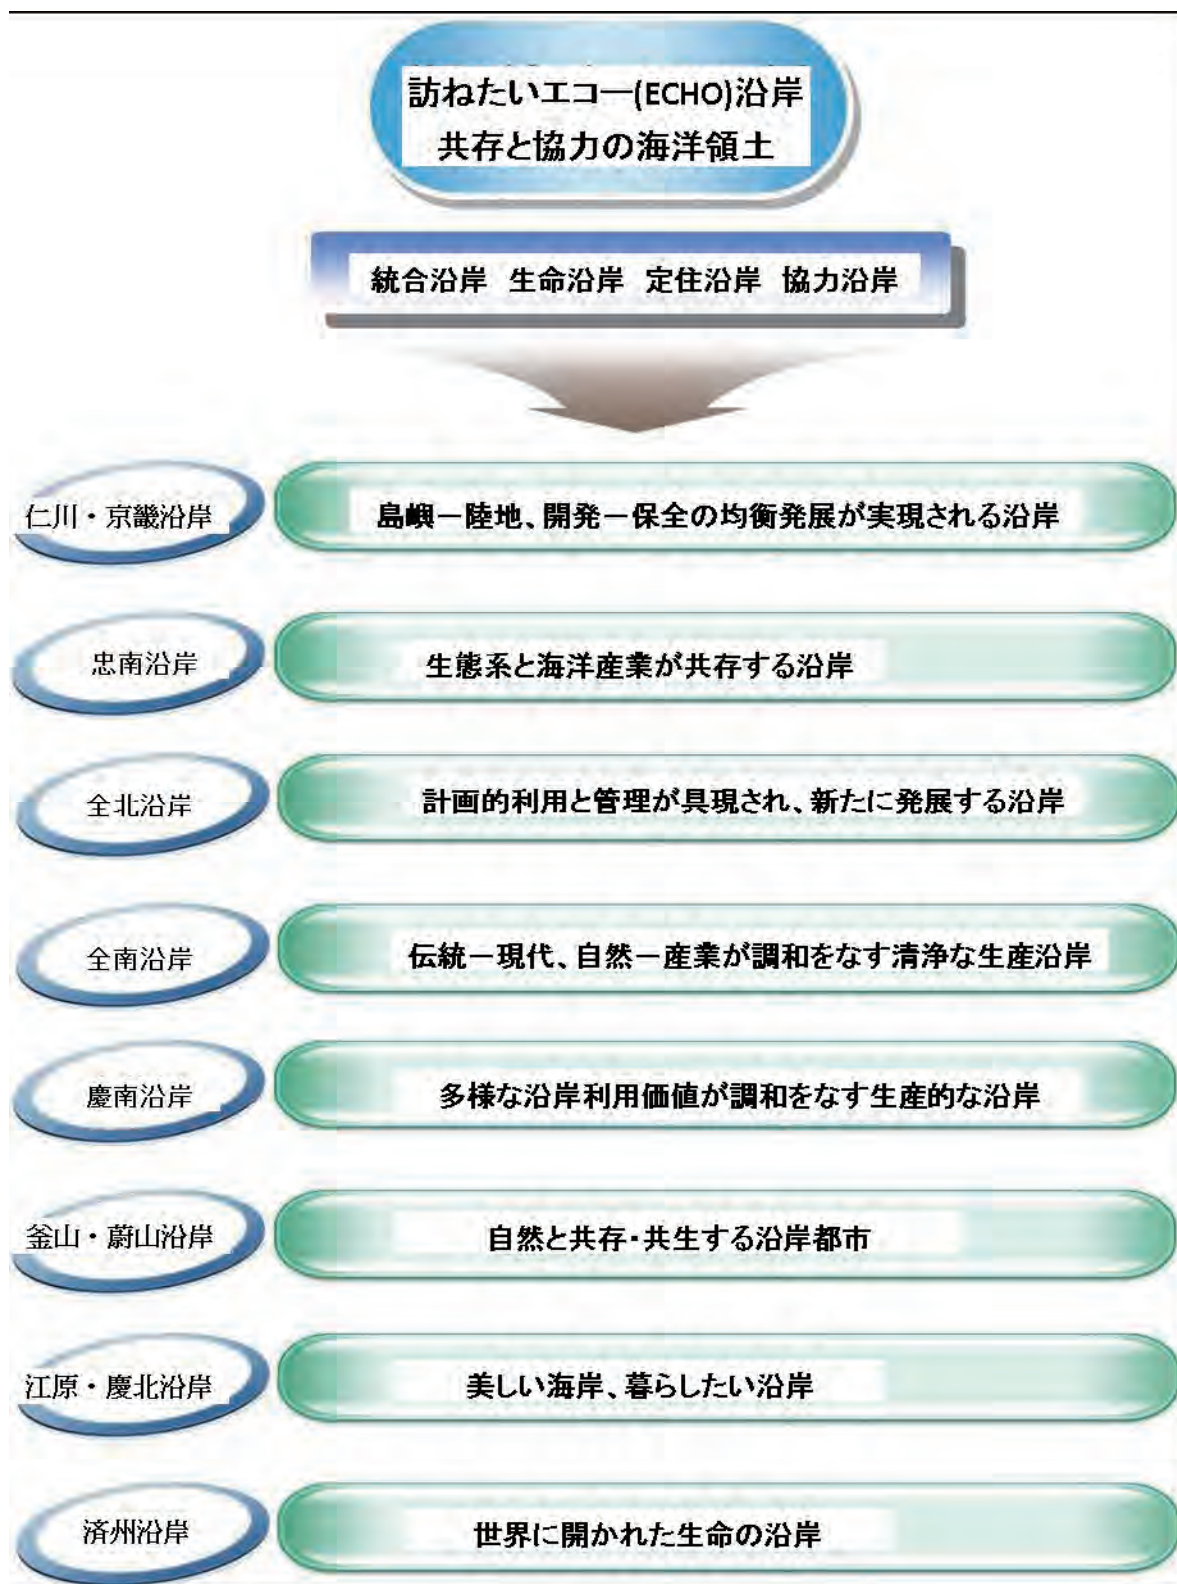 訪ねたいエコー(ECHO)沿岸
共存と協力の海洋領土
統合沿岸 生命沿岸 定住沿岸 協力沿岸
仁川・京畿沿岸 島嶼－陸地、開発－保全の均衡発展が実現される沿岸
忠南沿岸 生態系と海洋産業が共存する沿岸
全北沿岸 計画的利用と管理が具現され、新たに発展する沿岸
全南沿岸 伝統－現代、自然－産業が調和をなす清浄な生産沿岸
慶南沿岸 多様な沿岸利用価値が調和をなす生産的な沿岸
釜山・蔚山沿岸 自然と共存・共生する沿岸都市
江原・慶北沿岸 美しい海岸、暮らしたい沿岸
済州沿岸 世界に開かれた生命の沿岸